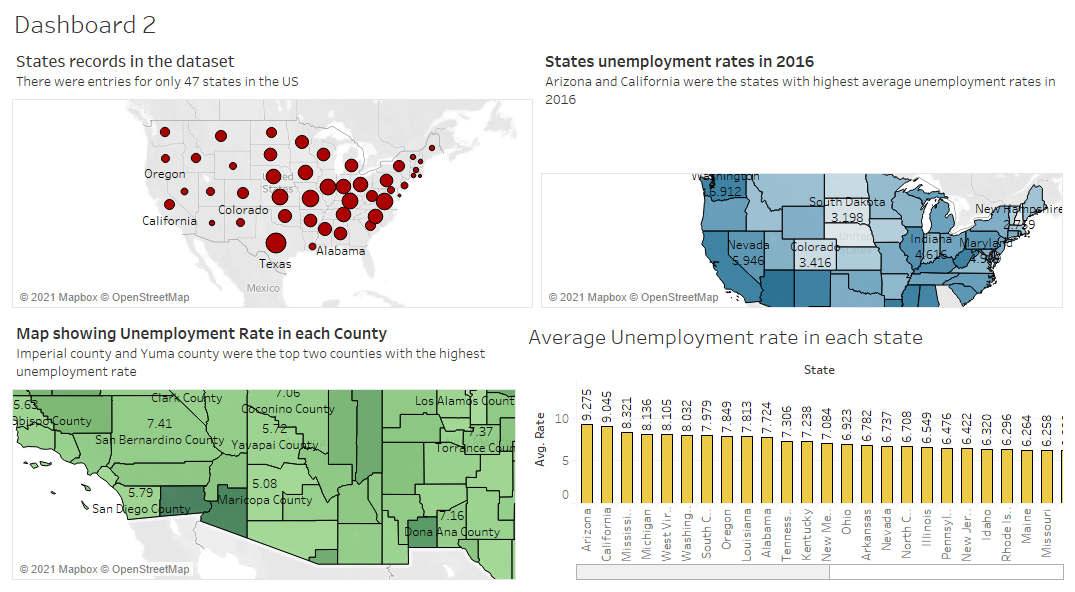 Dashboard 2
States records in the dataset
There were entries for only 47 states in the US
Oregon
United
States
California
Colorado
Texas
Alabama
Mexico
© 2021 Mapbox © OpenStreetMap
States unemployment rates in 2016
Arizona and California were the states with highest average unemployment rates in
2016
Washington
6.912
South Dakota
3.198
New Hampshire
2.759
Nevada
5.946
Colorado
3.416
United
Indiana
4.616
Maryland
© 2021 Mapbox © OpenStreetMap
Map showing Unemployment Rate in each County
Imperial county and Yuma county were the top two counties with the highest
unemployment rate
Clark County
7.06
Coconino County
Los Alamos Count
bispo County
7.41
San Bernardino County
5.72
Yavapai County
7.37
Torrance Coun
5.79
San Diego County
5.08
Maricopa County
7.16
Dona Ana County
© 2021 Mapbox © OpenStreetMap
Average Unemployment rate in each state
State
Avg. Rate
10
5
0
9.275
9.045
8.321
8.136
8.105
8.032
7.979
7.849
7.813
7.724
7.306
7.238
7.084
6.923
6.782
6.737
6.708
6.549
6.476
6.422
6.320
6.296
6.264
6.258
Arizona
California
Mississi..
Michigan
West Vir..
Washing..
South C..
Oregon
Louisiana
Alabama
Tenness..
Kentucky
New Me..
Ohio
Arkansas
Nevada
North C..
Illinois
Pennsyl..
New Jer..
Idaho
Rhode Is..
Maine
Missouri